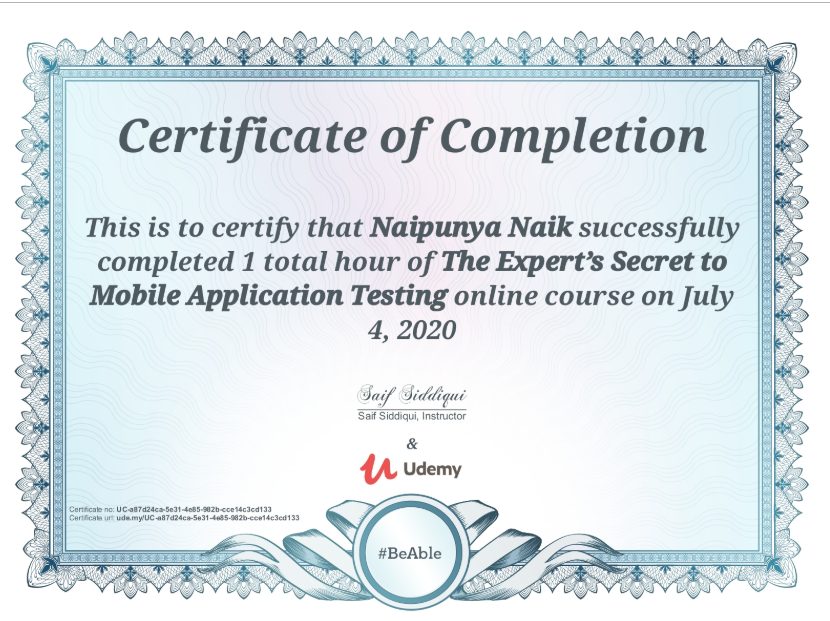 Certificate of Completion
This is to certify that Naipunya Naik successfully
completed 1 total hour of The Expert’s Secret to
Mobile Application Testing online course on July
4, 2020
Saif Siddiqui
Saif Siddiqui, Instructor
&
Udemy
Certificate no: UC-a87d24ca-5e31-4e85-982b-cce14c3cd133
Certificate url: ude.my/UC-a87d24ca-5e31-4e85-982b-cce14c3cd133
#BeAble